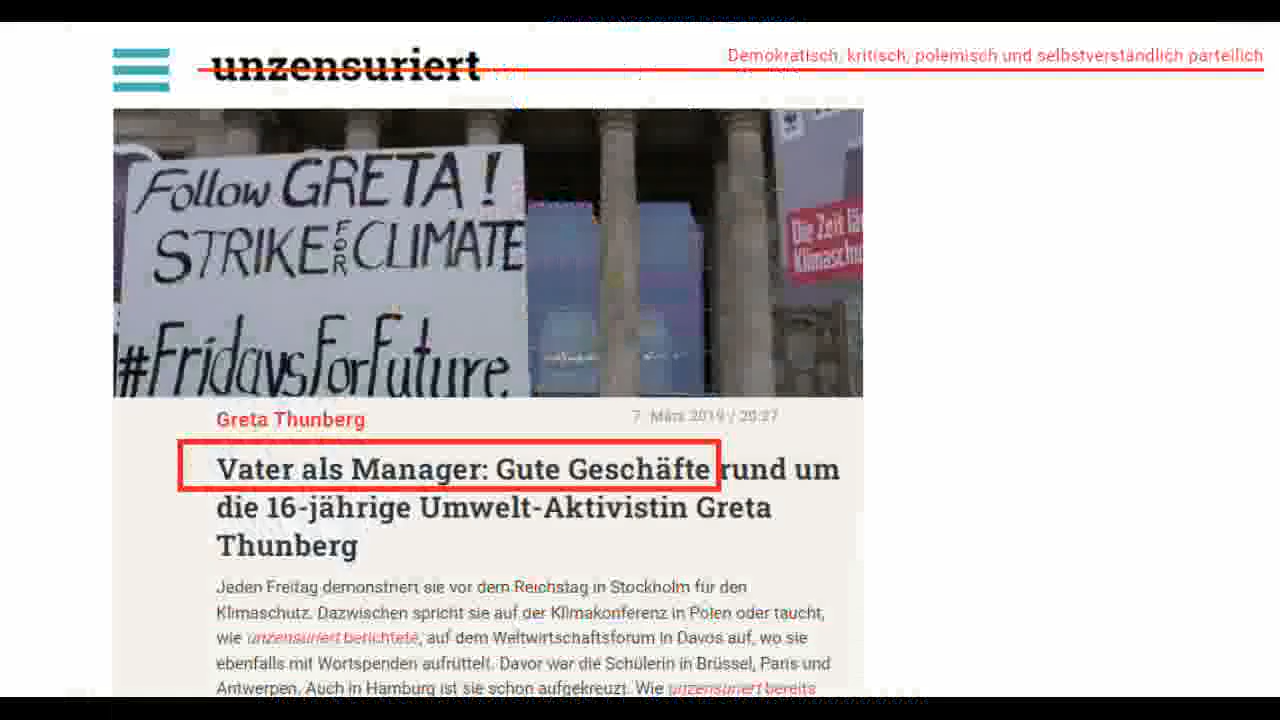 unzensuriert
Demokratisch, kritisch, polemisch und selbstverständlich parteilich
Follow GRETA !
STRIKE FOR CLIMATE
#FridaysForFuture
Die Zeit
Klimaschu
Greta Thunberg
7. März 2019 / 20:27
Vater als Manager: Gute Geschäfte rund um
die 16-jährige Umwelt-Aktivistin Greta
Thunberg
Jeden Freitag demonstriert sie vor dem Reichstag in Stockholm für den
Klimaschutz. Dazwischen spricht sie auf der Klimakonferenz in Polen oder taucht,
wie unzensuriert berichtete, auf dem Weltwirtschaftsforum in Davos auf, wo sie
ebenfalls mit Wortspenden aufrüttelt. Davor war die Schülerin in Brüssel, Paris und
Antwerpen. Auch in Hamburg ist sie schon aufgekreuzt. Wie unzensuriert bereits